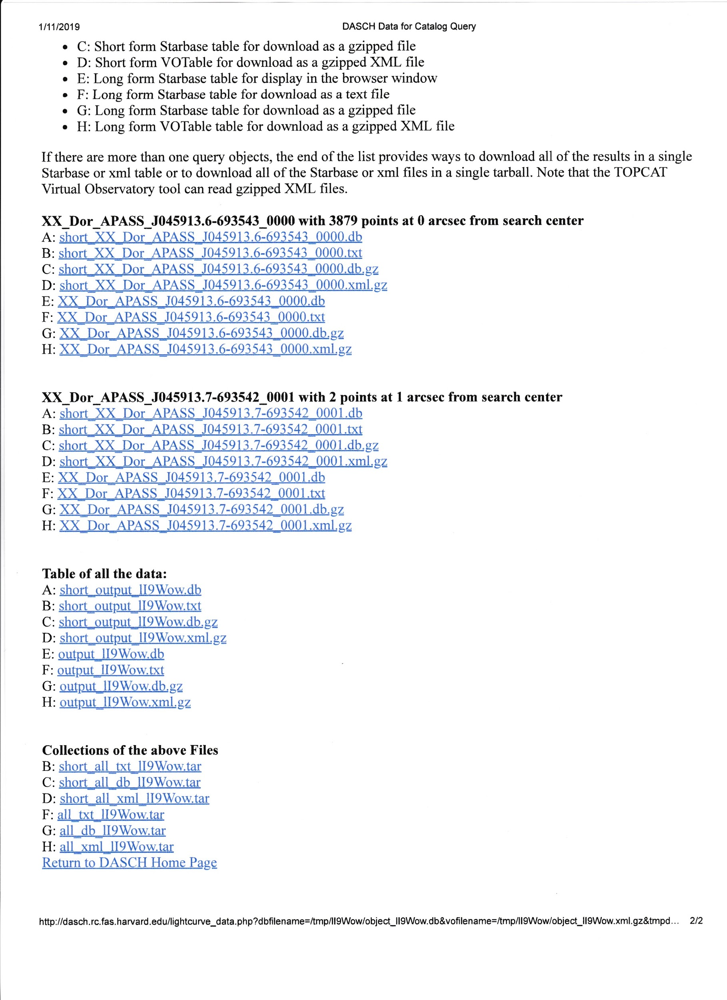 1/11/2019
DASCH Data for Catalog Query
• C: Short form Starbase table for download as a gzipped file
• D: Short form VOTable for download as a gzipped XML file
• E: Long form Starbase table for display in the browser window
• F: Long form Starbase table for download as a text file
• G: Long form Starbase table for download as a gzipped file
• H: Long form VOTable table for download as a gzipped XML file
If there are more than one query objects, the end of the list provides ways to download all of the results in a single
Starbase or xml table or to download all of the Starbase or xml files in a single tarball. Note that the TOPCAT
Virtual Observatory tool can read gzipped XML files.
XX_Dor_APASS_J045913.6-693543_0000 with 3879 points at 0 arcsec from search center
A: short_XX_Dor_APASS_J045913.6-693543_0000.db
B: short_XX_Dor_APASS_J045913.6-693543_0000.txt
C: short_XX_Dor_APASS_J045913.6-693543_0000.db.gz
D: short_XX_Dor_APASS_J045913.6-693543_0000.xml.gz
E: XX_Dor_APASS_J045913.6-693543_0000.db
F: XX_Dor_APASS_J045913.6-693543_0000.txt
G: XX_Dor_APASS_J045913.6-693543_0000.db.gz
H: XX_Dor_APASS_J045913.6-693543_0000.xml.gz
XX_Dor_APASS_J045913.7-693542_0001 with 2 points at 1 arcsec from search center
A: short_XX_Dor_APASS_J045913.7-693542_0001.db
B: short_XX_Dor_APASS_J045913.7-693542_0001.txt
C: short_XX_Dor_APASS_J045913.7-693542_0001.db.gz
D: short_XX_Dor_APASS_J045913.7-693542_0001.xml.gz
E: XX_Dor_APASS_J045913.7-693542_0001.db
F: XX_Dor_APASS_J045913.7-693542_0001.txt
G: XX_Dor_APASS_J045913.7-693542_0001.db.gz
H: XX_Dor_APASS_J045913.7-693542_0001.xml.gz
Table of all the data:
A: short_output_lI9Wow.db
B: short_output_lI9Wow.txt
C: short_output_lI9Wow.db.gz
D: short_output_lI9Wow.xml.gz
E: output_lI9Wow.db
F: output_lI9Wow.txt
G: output_lI9Wow.db.gz
H: output_lI9Wow.xml.gz
Collections of the above Files
B: short_all_txt_lI9Wow.tar
C: short_all_db_lI9Wow.tar
D: short_all_xml_lI9Wow.tar
F: all_txt_lI9Wow.tar
G: all_db_lI9Wow.tar
H: all_xml_lI9Wow.tar
Return to DASCH Home Page
http://dasch.rc.fas.harvard.edu/lightcurve_data.php?dbfilename=/tmp/lI9Wow/object_lI9Wow.db&vofilename=/tmp/lI9Wow/object_lI9Wow.xml.gz&tmpd... 2/2